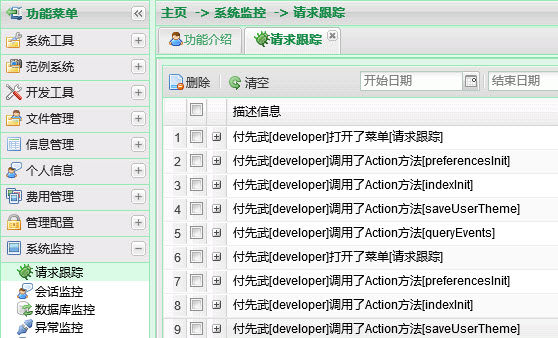 功能菜单
系统工具
范例系统
开发工具
文件管理
信息管理
个人信息
费用管理
管理配置
系统监控
请求跟踪
会话监控
数据库监控
异常监控
主页 -> 系统监控 -> 请求跟踪
功能介绍 请求跟踪
删除 清空 开始日期 结束日期
描述信息
1 付先武[developer]打开了菜单[请求跟踪]
2 付先武[developer]调用了Action方法[preferencesInit]
3 付先武[developer]调用了Action方法[indexInit]
4 付先武[developer]调用了Action方法[saveUserTheme]
5 付先武[developer]调用了Action方法[queryEvents]
6 付先武[developer]打开了菜单[请求跟踪]
7 付先武[developer]调用了Action方法[preferencesInit]
8 付先武[developer]调用了Action方法[indexInit]
9 付先武[developer]调用了Action方法[saveUserTheme]